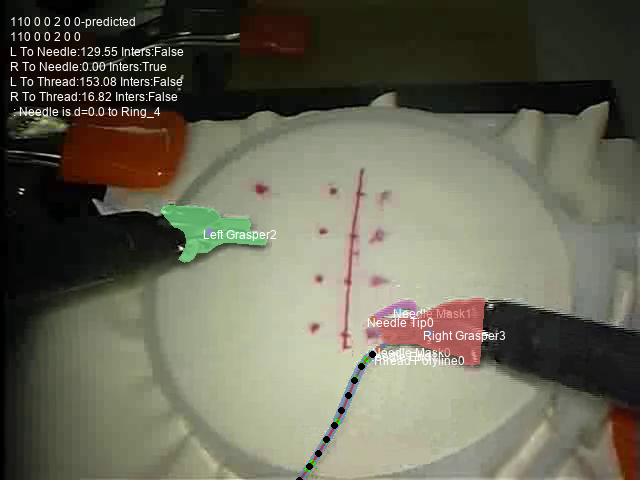 110 0 0 2 0 0-predicted
110 0 0 2 0 0
L To Needle:129.55 Inters:False
R To Needle:0.00 Inters:True
L To Thread:153.08 Inters:False
R To Thread:16.82 Inters:False
: Needle is d=0.0 to Ring_4
Left Grasper2
Needle Mask1
Needle Tip0
Right Grasper3
Needle Mask0
Thread Polyline0